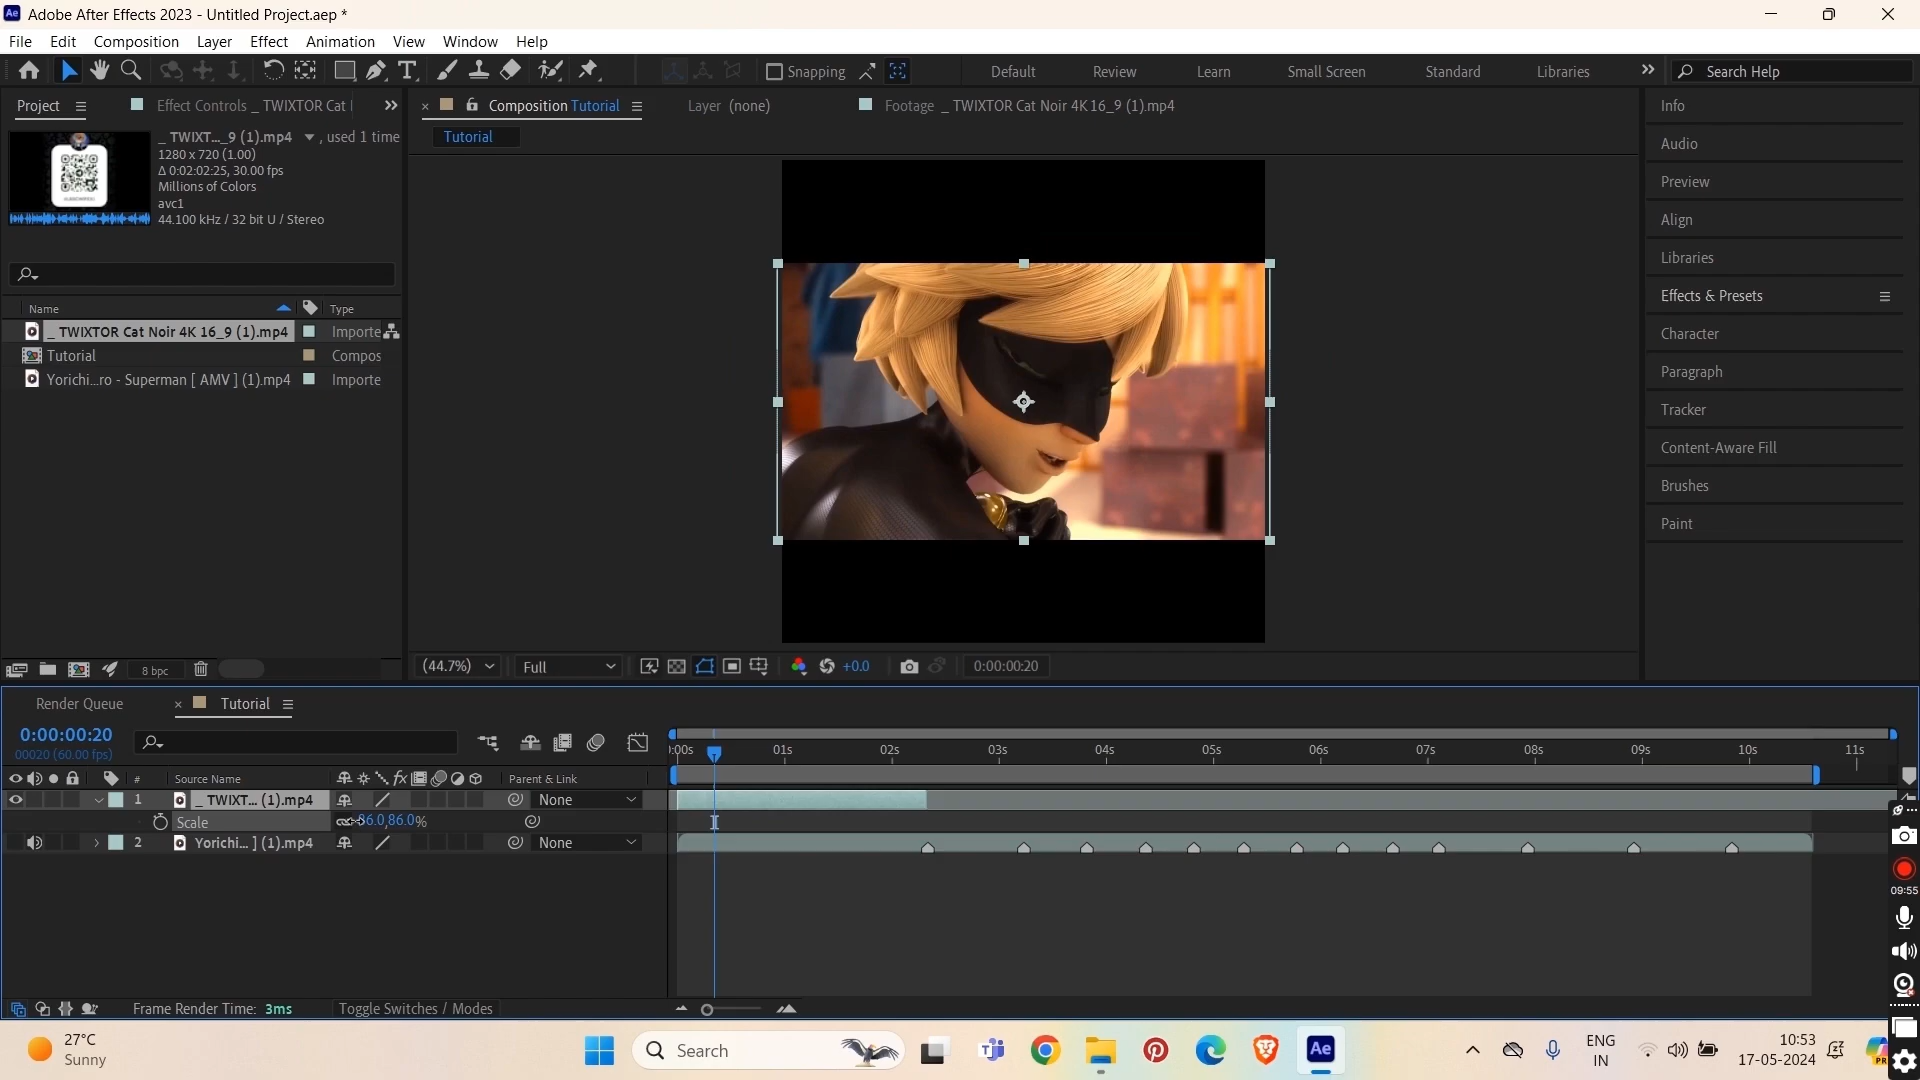 Adobe After Effects 2023 - Untitled Project.aep *
File Edit Composition Layer Effect Animation View Window Help
Snapping Default Review Learn Small Screen Standard Libraries Search Help
Project Effect Controls _ TWIXTOR Cat
Composition Tutorial Layer (none) Footage _ TWIXTOR Cat Noir 4K 16_9 (1).mp4
Tutorial
_ TWIXT..._9 (1).mp4 , used 1 time
1280 x 720 (1.00)
Δ 0:02:02:25, 30.00 fps
Millions of Colors
avc1
44.100 kHz / 32 bit U / Stereo
Name Type
_ TWIXTOR Cat Noir 4K 16_9 (1).mp4 Importe
Tutorial Compos
Yorichi...ro - Superman [ AMV ] (1).mp4 Importe
8 bpc
(44.7%) Full +0.0 0:00:00:20
Info
Audio
Preview
Align
Libraries
Effects & Presets
Character
Paragraph
Tracker
Content-Aware Fill
Brushes
Paint
Render Queue Tutorial
0:00:00:20
00020 (60.00 fps)
):00s 01s 02s 03s 04s 05s 06s 07s 08s 09s 10s 11s
# Source Name fx Parent & Link
1 _ TWIXT... (1).mp4 None
Scale 86.0,86.0%
2 Yorichi... ] (1).mp4 None
09:55
Frame Render Time: 3ms Toggle Switches / Modes
27°C
Sunny
Search
Ae
ENG
IN
10:53
17-05-2024